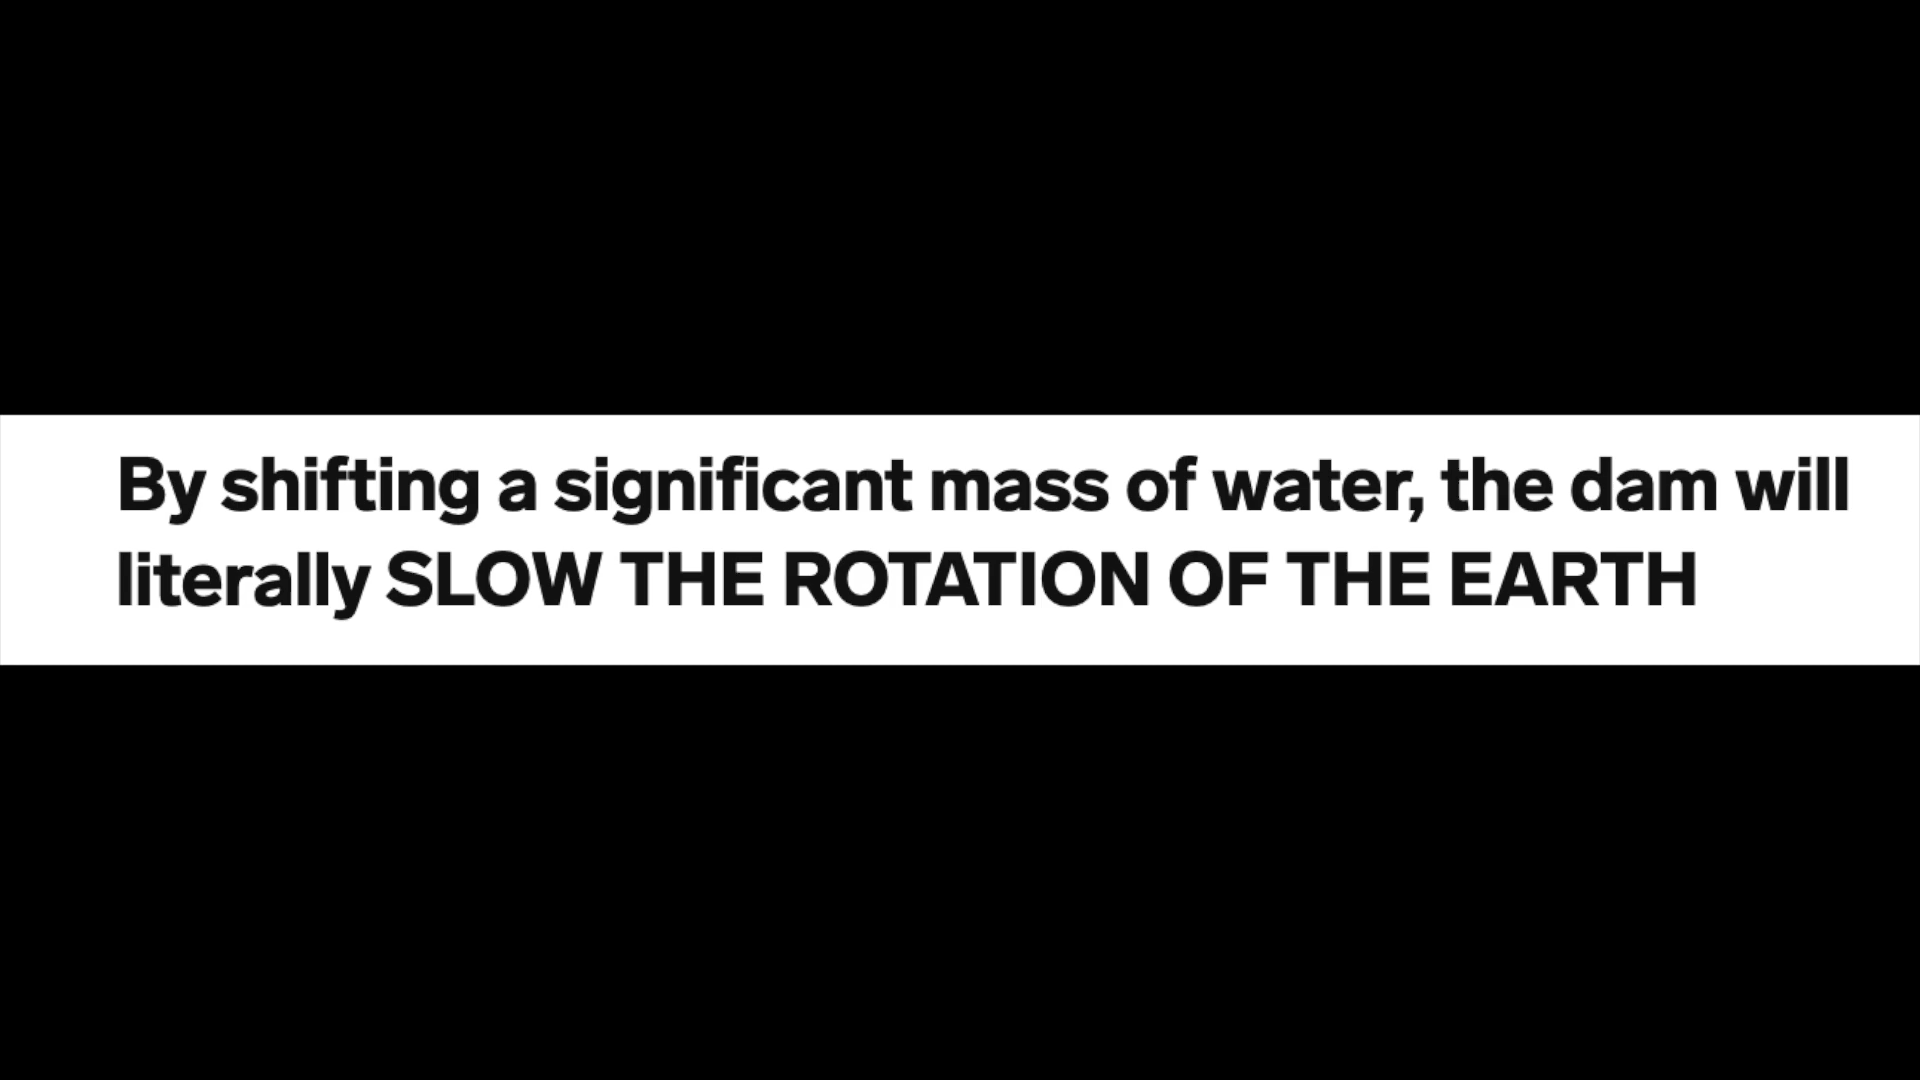 By shifting a significant mass of water, the dam will
literally SLOW THE ROTATION OF THE EARTH